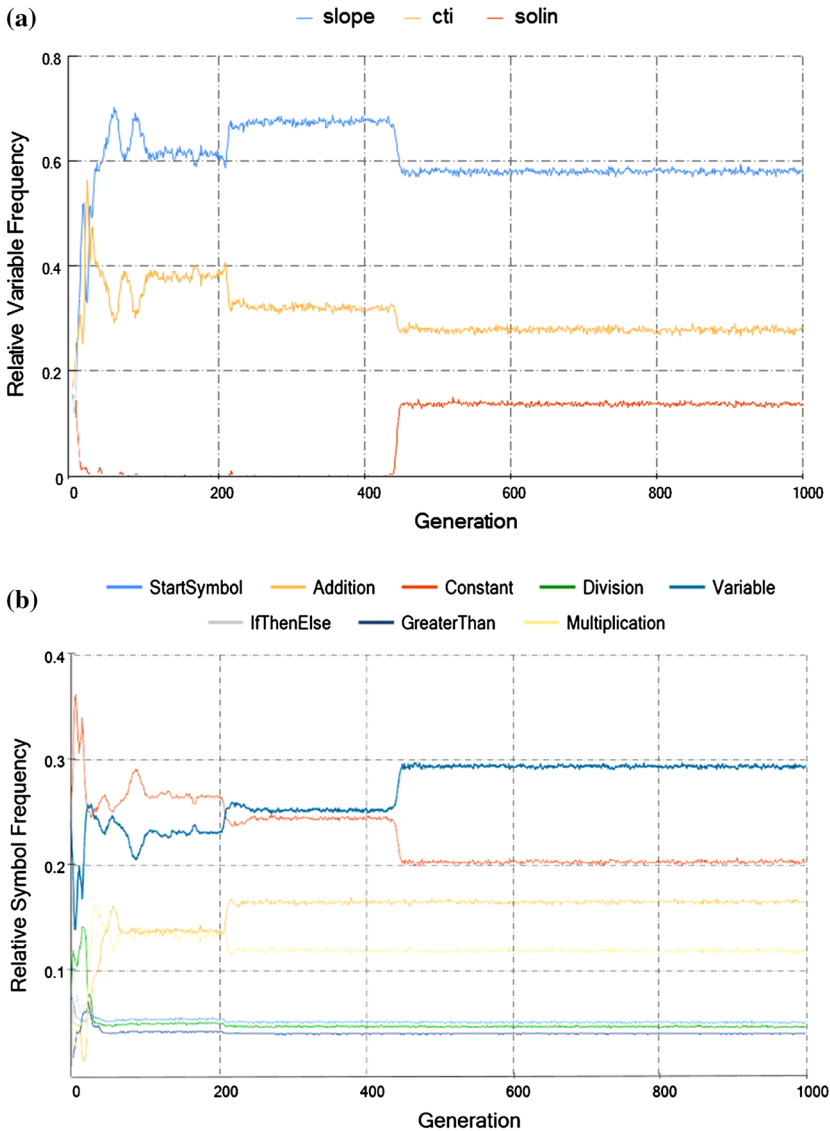 (a)
slope cti solin
Relative Variable Frequency
0.8
0.6
0.4
0.2
0
0 200 400 600 800 1000
Generation
(b)
StartSymbol Addition Constant Division Variable
IfThenElse GreaterThan Multiplication
Relative Symbol Frequency
0.4
0.3
0.2
0.1
0 200 400 600 800 1000
Generation